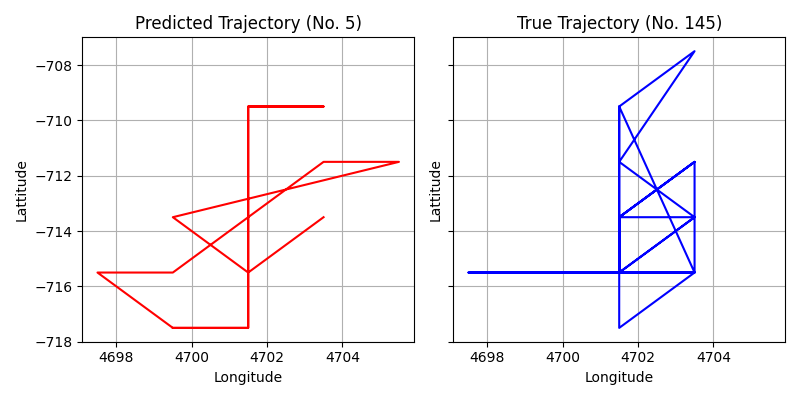 Predicted Trajectory (No. 5)
True Trajectory (No. 145)
Lattitude
−708
−710
−712
−714
−716
−718
4698
4700
4702
4704
Longitude
Lattitude
4698
4700
4702
4704
Longitude